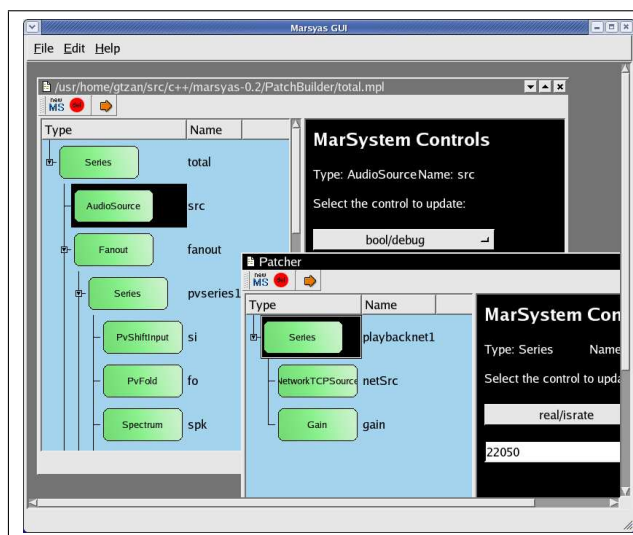 Marsyas GUI
File Edit Help
/usr/home/gtzan/src/c++/marsyas-0.2/PatchBuilder/total.mpl
new MS
Type Name
Series total
AudioSource src
Fanout fanout
Series pvseries1
PvShiftInput si
PvFold fo
Spectrum spk
MarSystem Controls
Type: AudioSource Name: src
Select the control to update:
bool/debug
Patcher
new MS
Type Name
Series playbacknet1
NetworkTCPSource netSrc
Gain gain
MarSystem Con
Type: Series Name
Select the control to upda
real/israte
22050